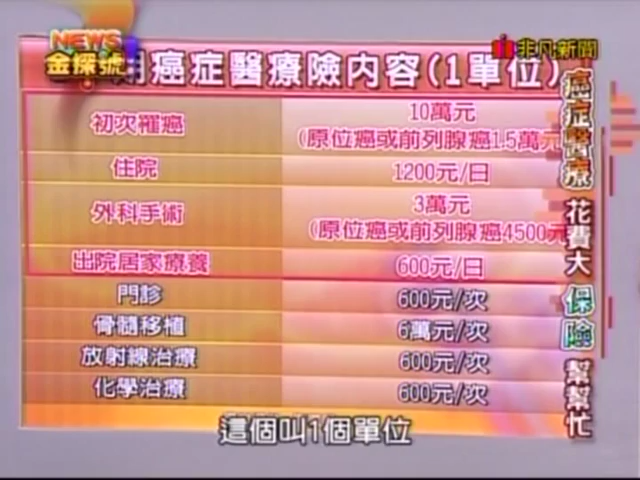 NEWS
金探號
非凡新聞
期癌症醫療險內容(1單位)
初次罹癌
10萬元
(原位癌或前列腺癌1.5萬元
住院
1200元/日
外科手術
3萬元
(原位癌或前列腺癌4500元
出院居家療養
600元/日
門診
600元/次
骨髓移植
6萬元/次
放射線治療
600元/次
化學治療
600元/次
癌症醫療 花費大 保險 幫幫忙
這個叫1個單位